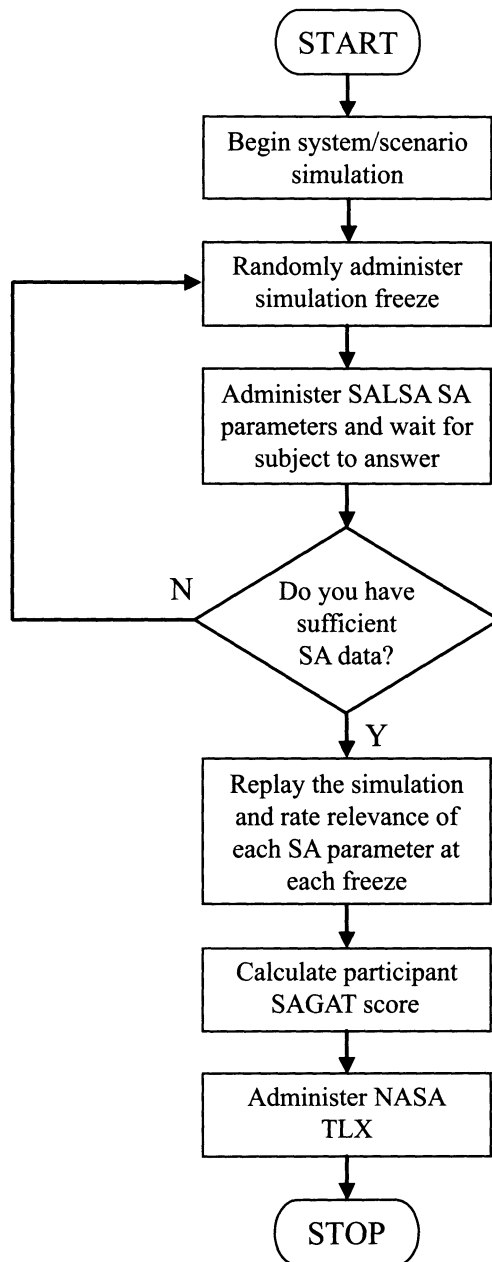 START
Begin system/scenario
simulation
Randomly administer
simulation freeze
Administer SALSA SA
parameters and wait for
subject to answer
N
Do you have
sufficient
SA data?
Y
Replay the simulation
and rate relevance of
each SA parameter at
each freeze
Calculate participant
SAGAT score
Administer NASA
TLX
STOP